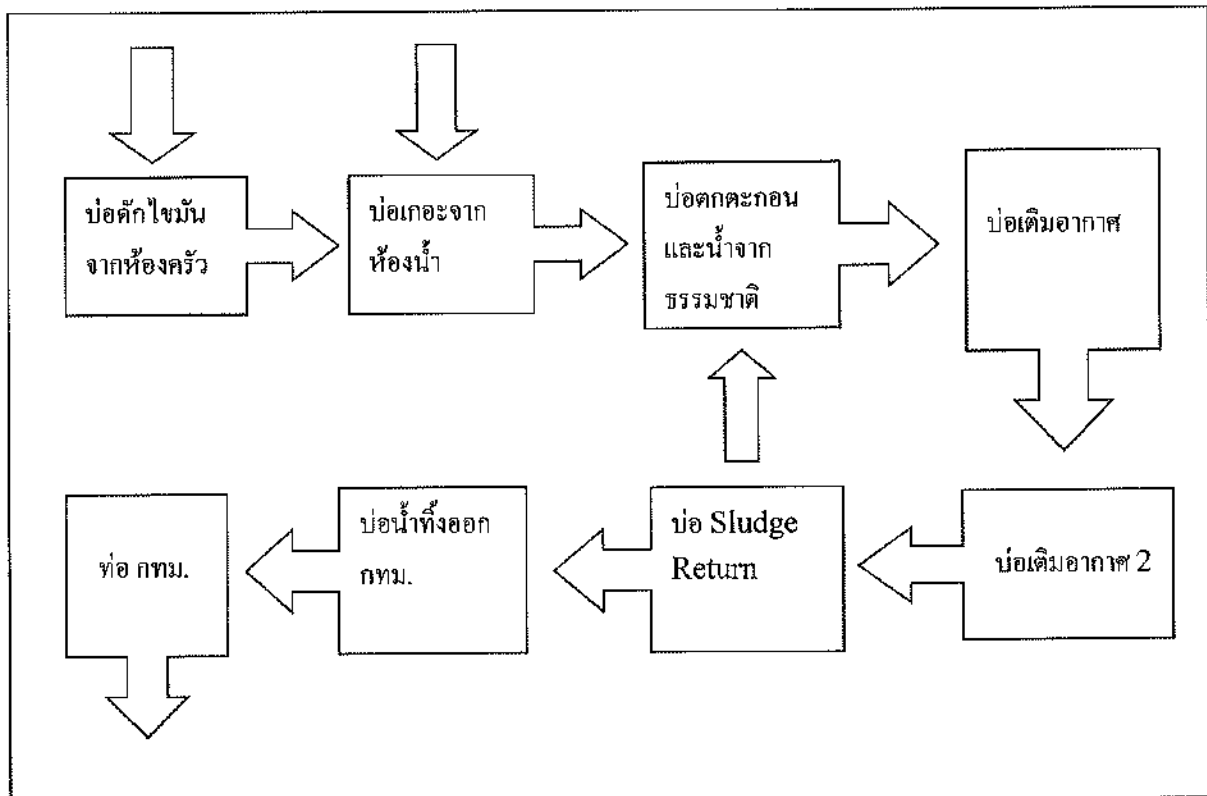 บ่อดักไขมัน
จากห้องครัว
บ่อเกอะจาก
ห้องน้ำ
บ่อตกตะกอน
และน้ำจาก
ธรรมชาติ
บ่อเติมอากาศ
บ่อเติมอากาศ 2
บ่อ Sludge
Return
บ่อน้ำทิ้งออก
กทม.
ท่อ กทม.